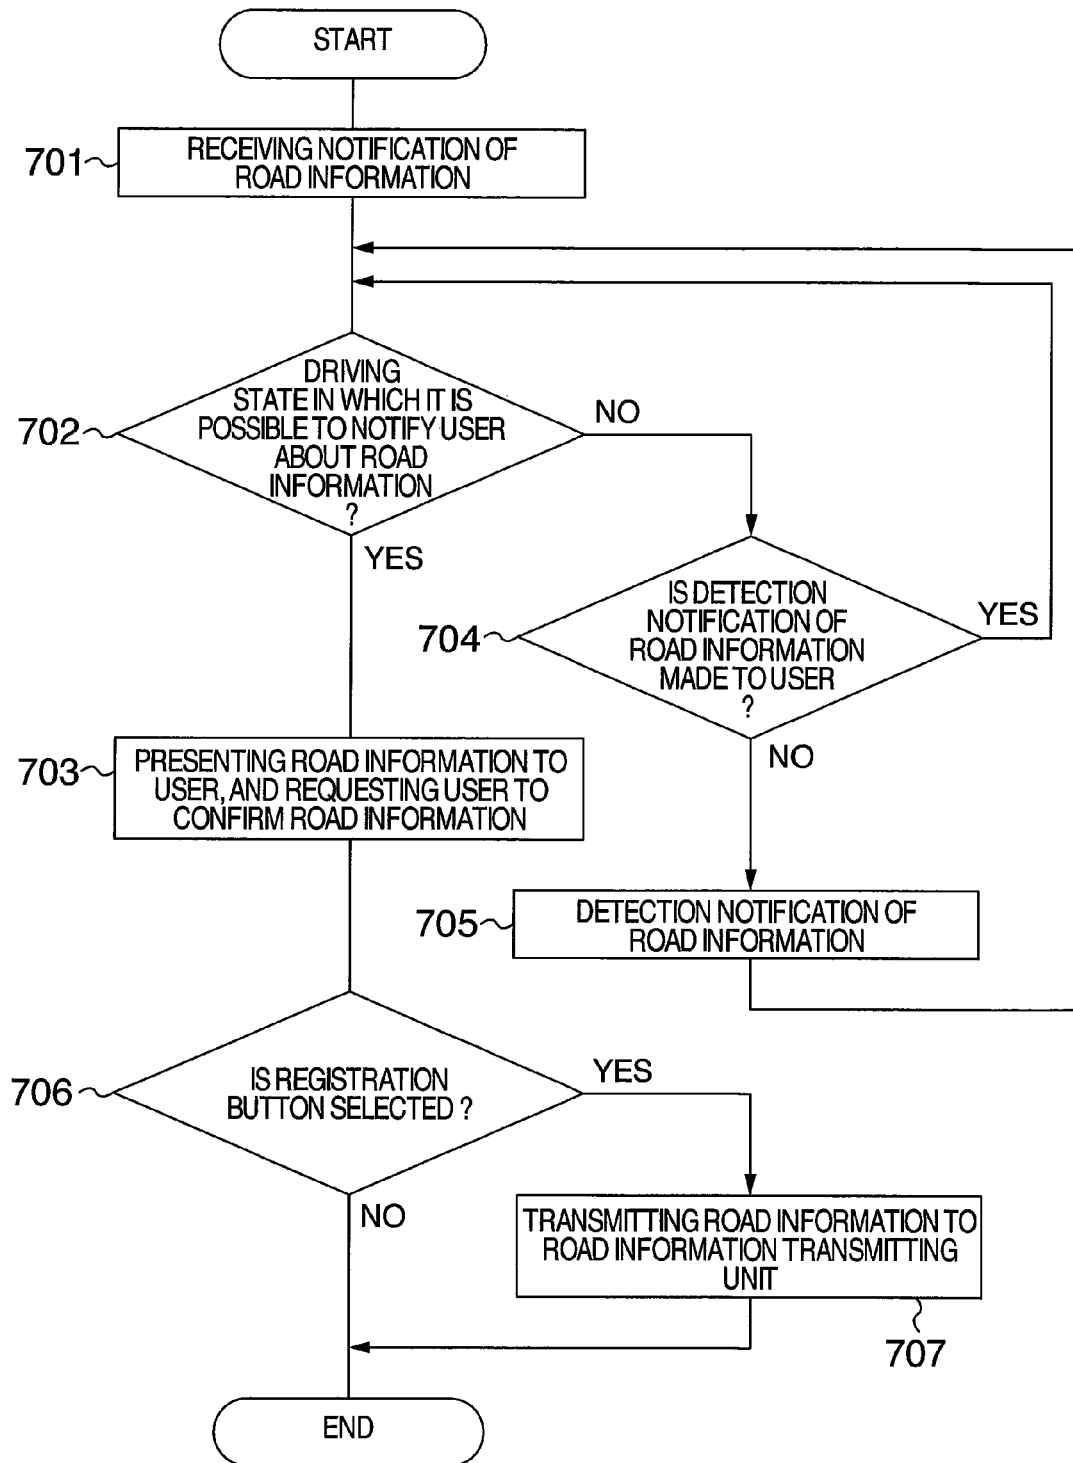 START
701
RECEIVING NOTIFICATION OF
ROAD INFORMATION
702
DRIVING
STATE IN WHICH IT IS
POSSIBLE TO NOTIFY USER
ABOUT ROAD
INFORMATION
?
NO
YES
704
IS DETECTION
NOTIFICATION OF
ROAD INFORMATION
MADE TO USER
?
YES
NO
703
PRESENTING ROAD INFORMATION TO
USER, AND REQUESTING USER TO
CONFIRM ROAD INFORMATION
705
DETECTION NOTIFICATION OF
ROAD INFORMATION
706
IS REGISTRATION
BUTTON SELECTED ?
YES
NO
TRANSMITTING ROAD INFORMATION TO
ROAD INFORMATION TRANSMITTING
UNIT
707
END